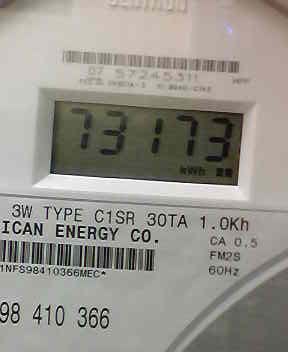 CENTRON
07 57245311
73173
kWh
3W TYPE C1SR 30TA 1.0Kh
ICAN ENERGY CO.
CA 0.5
FM2S
60Hz
1NFS98410366MEC*
98 410 366